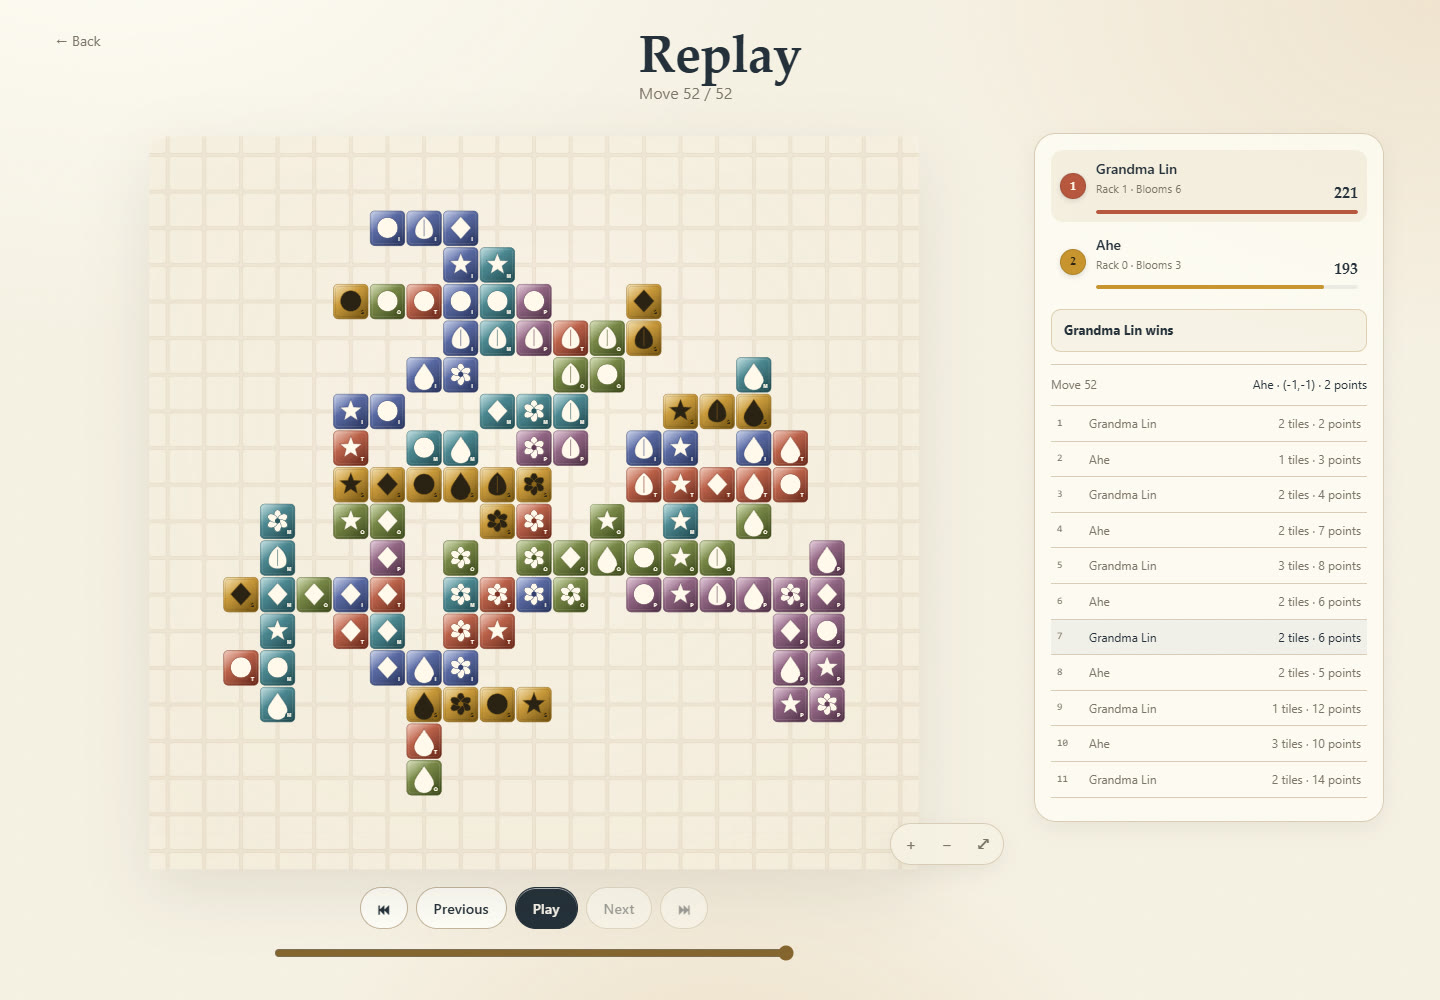 ← Back
Replay
Move 52 / 52
1
Grandma Lin
Rack 1 · Blooms 6
221
2
Ahe
Rack 0 · Blooms 3
193
Grandma Lin wins
Move 52 Ahe · (-1,-1) · 2 points
1 Grandma Lin 2 tiles · 2 points
2 Ahe 1 tiles · 3 points
3 Grandma Lin 2 tiles · 4 points
4 Ahe 2 tiles · 7 points
5 Grandma Lin 3 tiles · 8 points
6 Ahe 2 tiles · 6 points
7 Grandma Lin 2 tiles · 6 points
8 Ahe 2 tiles · 5 points
9 Grandma Lin 1 tiles · 12 points
10 Ahe 3 tiles · 10 points
11 Grandma Lin 2 tiles · 14 points
+ −
Previous Play Next